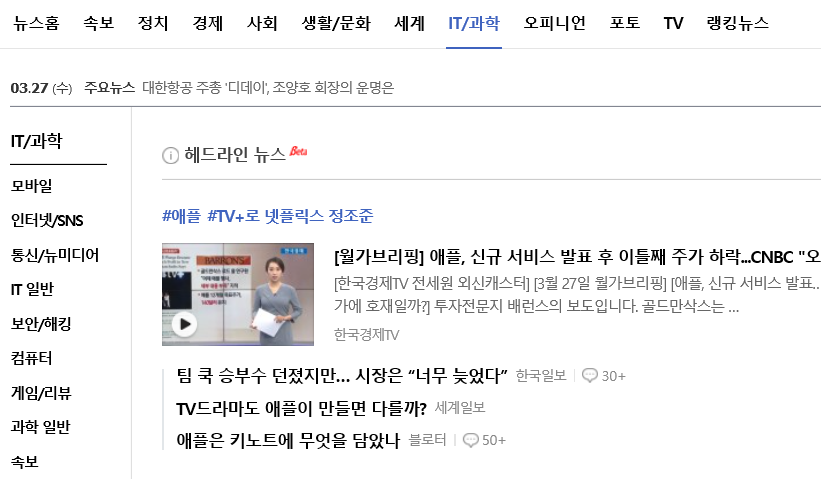 뉴스홈 속보 정치 경제 사회 생활/문화 세계 IT/과학 오피니언 포토 TV 랭킹뉴스
03.27 (수) 주요뉴스 대한항공 주총 '디데이', 조양호 회장의 운명은
IT/과학
모바일
인터넷/SNS
통신/뉴미디어
IT 일반
보안/해킹
컴퓨터
게임/리뷰
과학 일반
속보
헤드라인 뉴스 Beta
#애플 #TV+로 넷플릭스 정조준
BARRON'S
[월가브리핑] 애플, 신규 서비스 발표 후 이틀째 주가 하락...CNBC "오
[한국경제TV 전세원 외신캐스터] [3월 27일 월가브리핑] [애플, 신규 서비스 발표..
가에 호재일까?] 투자전문지 배런스의 보도입니다. 골드만삭스는 ...
한국경제TV
팀 쿡 승부수 던졌지만… 시장은 “너무 늦었다” 한국일보 30+
TV드라마도 애플이 만들면 다를까? 세계일보
애플은 키노트에 무엇을 담았나 블로터 50+